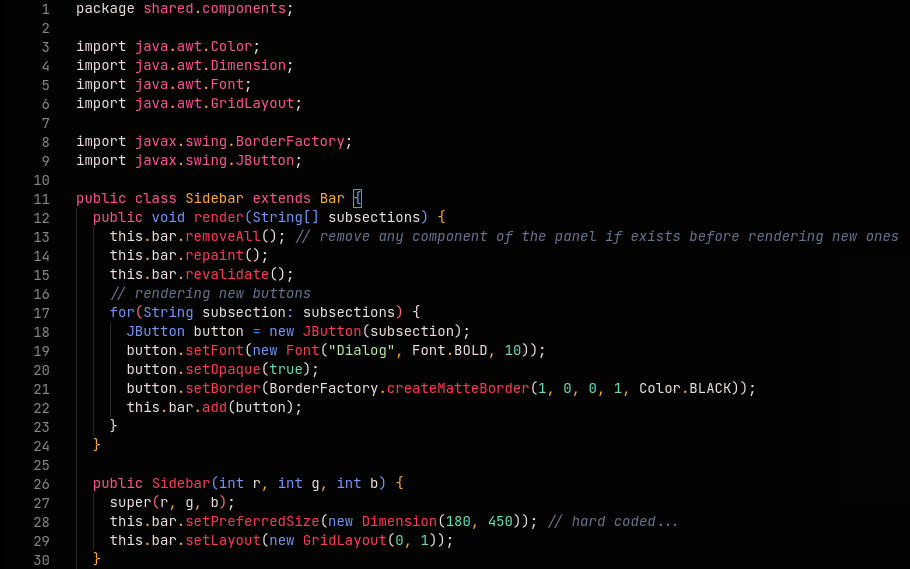 1 package shared.components;
2
3 import java.awt.Color;
4 import java.awt.Dimension;
5 import java.awt.Font;
6 import java.awt.GridLayout;
7
8 import javax.swing.BorderFactory;
9 import javax.swing.JButton;
10
11 public class Sidebar extends Bar {
12   public void render(String[] subsections) {
13     this.bar.removeAll(); // remove any component of the panel if exists before rendering new ones
14     this.bar.repaint();
15     this.bar.revalidate();
16     // rendering new buttons
17     for(String subsection: subsections) {
18       JButton button = new JButton(subsection);
19       button.setFont(new Font("Dialog", Font.BOLD, 10));
20       button.setOpaque(true);
21       button.setBorder(BorderFactory.createMatteBorder(1, 0, 0, 1, Color.BLACK));
22       this.bar.add(button);
23     }
24   }
25
26   public Sidebar(int r, int g, int b) {
27     super(r, g, b);
28     this.bar.setPreferredSize(new Dimension(180, 450)); // hard coded...
29     this.bar.setLayout(new GridLayout(0, 1));
30   }